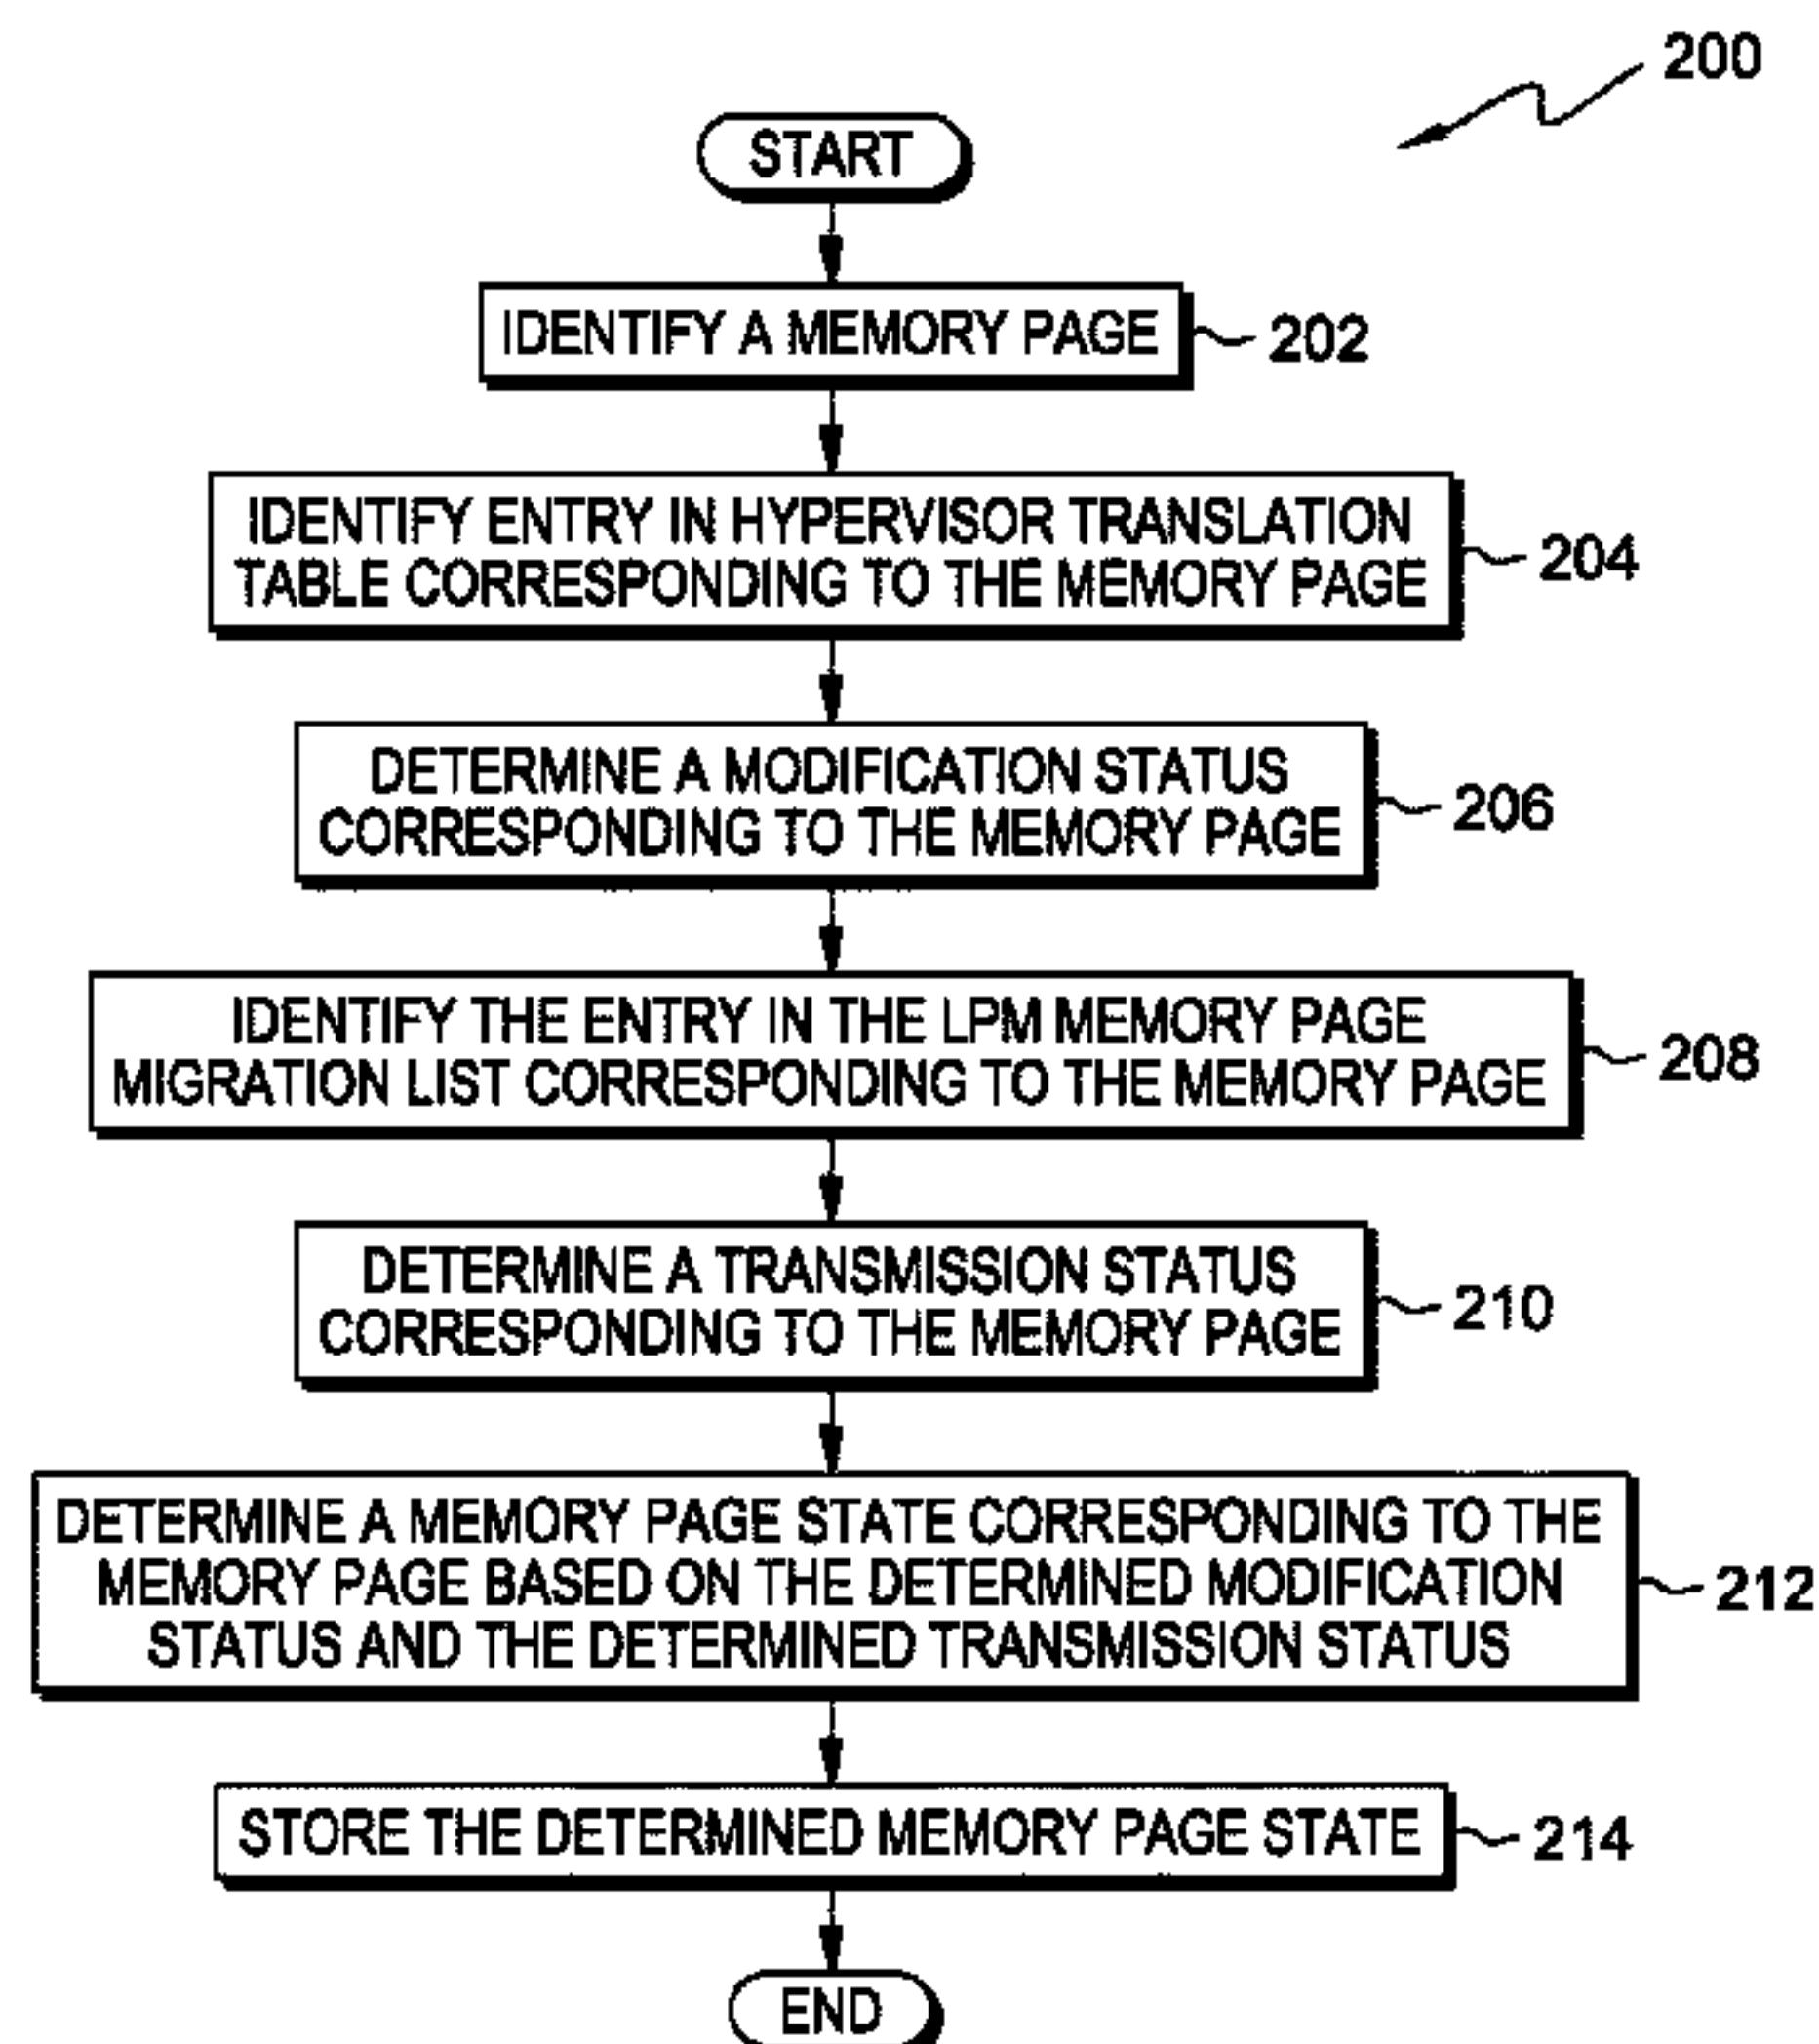 200
START
IDENTIFY A MEMORY PAGE
202
IDENTIFY ENTRY IN HYPERVISOR TRANSLATION
TABLE CORRESPONDING TO THE MEMORY PAGE
204
DETERMINE A MODIFICATION STATUS
CORRESPONDING TO THE MEMORY PAGE
206
IDENTIFY THE ENTRY IN THE LPM MEMORY PAGE
MIGRATION LIST CORRESPONDING TO THE MEMORY PAGE
208
DETERMINE A TRANSMISSION STATUS
CORRESPONDING TO THE MEMORY PAGE
210
DETERMINE A MEMORY PAGE STATE CORRESPONDING TO THE
MEMORY PAGE BASED ON THE DETERMINED MODIFICATION
STATUS AND THE DETERMINED TRANSMISSION STATUS
212
STORE THE DETERMINED MEMORY PAGE STATE
214
END